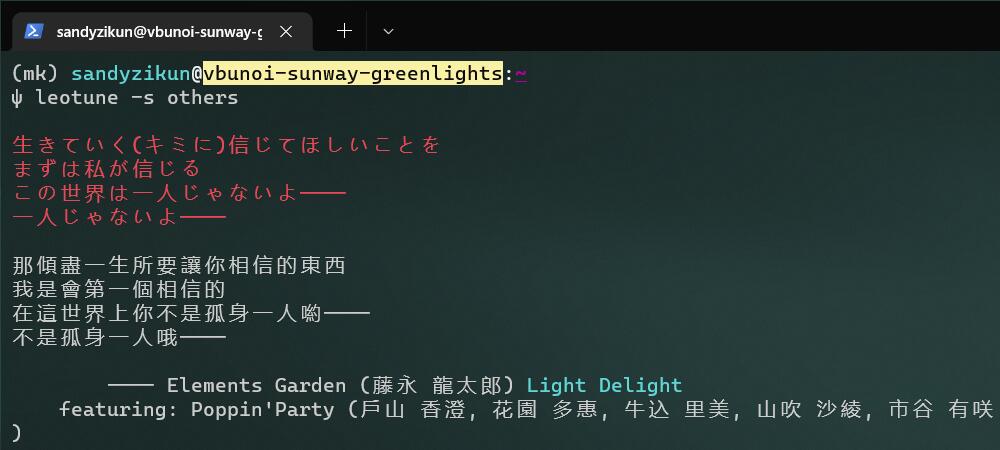 sandyzikun@vbunoi-sunway-g
(mk) sandyzikun@vbunoi-sunway-greenlights:~
ψ leotune -s others
生きていく(キミに)信じてほしいことを
まずは私が信じる
この世界は一人じゃないよ――
一人じゃないよ――
那傾盡一生所要讓你相信的東西
我是會第一個相信的
在這世界上你不是孤身一人喲――
不是孤身一人哦――
―― Elements Garden (藤永 龍太郎) Light Delight
featuring: Poppin'Party (戶山 香澄, 花園 多惠, 牛込 里美, 山吹 沙綾, 市谷 有咲
)